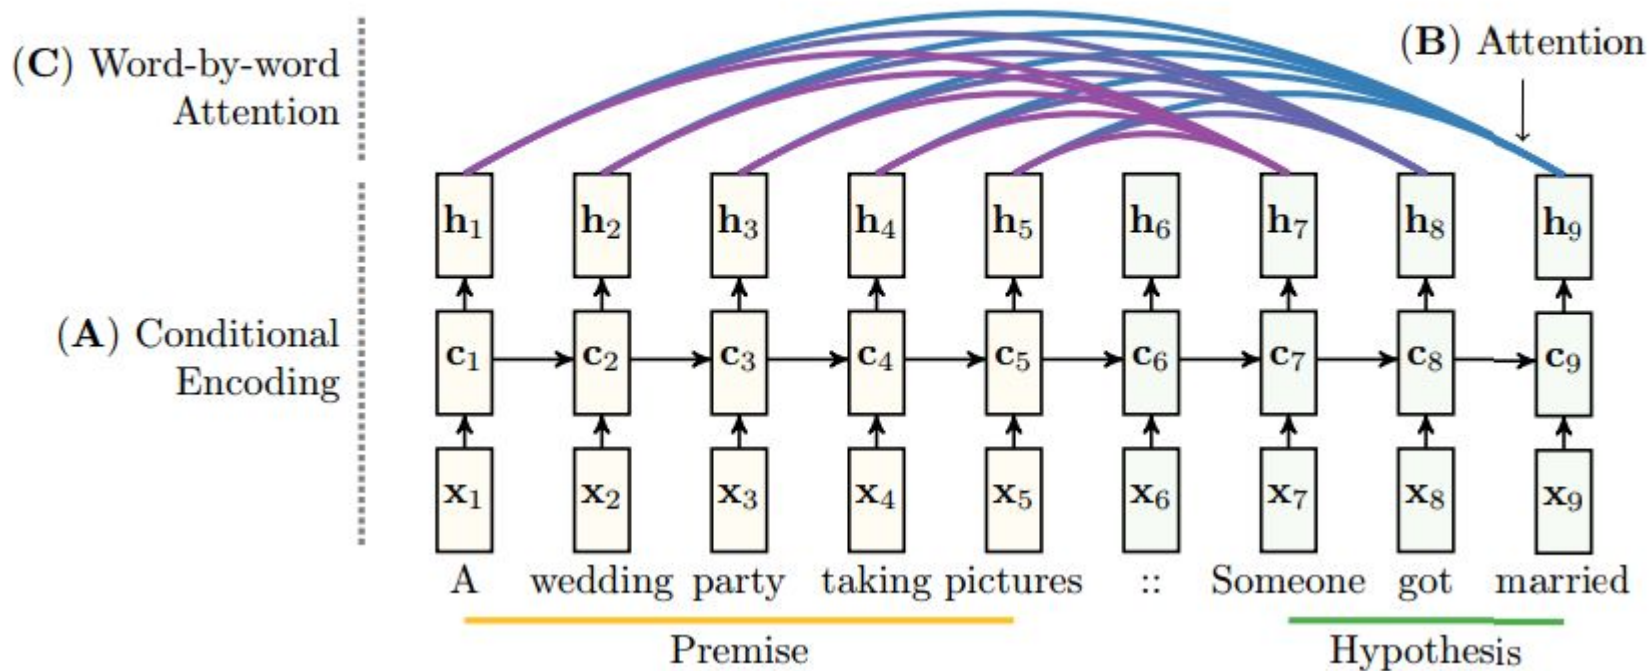 (C) Word-by-word
Attention
(B) Attention
h₁ h₂ h₃ h₄ h₅ h₆ h₇ h₈ h₉
(A) Conditional
Encoding
c₁ c₂ c₃ c₄ c₅ c₆ c₇ c₈ c₉
x₁ x₂ x₃ x₄ x₅ x₆ x₇ x₈ x₉
A wedding party taking pictures :: Someone got married
Premise Hypothesis